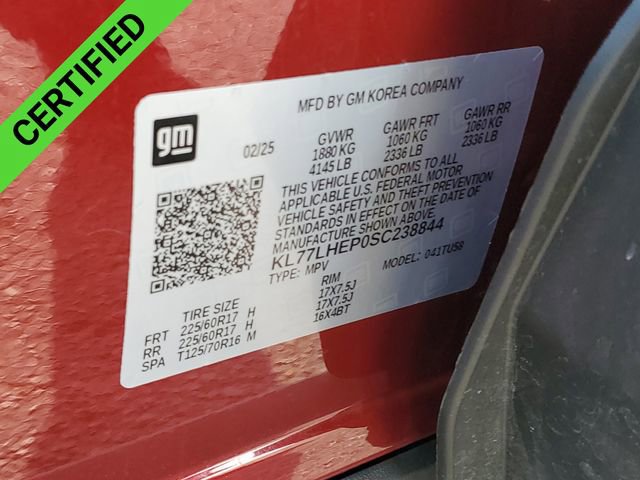 CERTIFIED
MFD BY GM KOREA COMPANY
gm
02/25
GVWR GAWR FRT GAWR RR
1880 KG 1060 KG 1060 KG
4145 LB 2336 LB 2336 LB
THIS VEHICLE CONFORMS TO ALL
APPLICABLE U.S. FEDERAL MOTOR
VEHICLE SAFETY AND THEFT PREVENTION
STANDARDS IN EFFECT ON THE DATE OF
MANUFACTURE SHOWN ABOVE.
KL77LHEP0SC238844
TYPE: MPV MODEL: 041TU58
TIRE SIZE RIM
FRT 225/60R17 H 17X7.5J
RR 225/60R17 H 17X7.5J
SPA T125/70R16 M 16X4BT